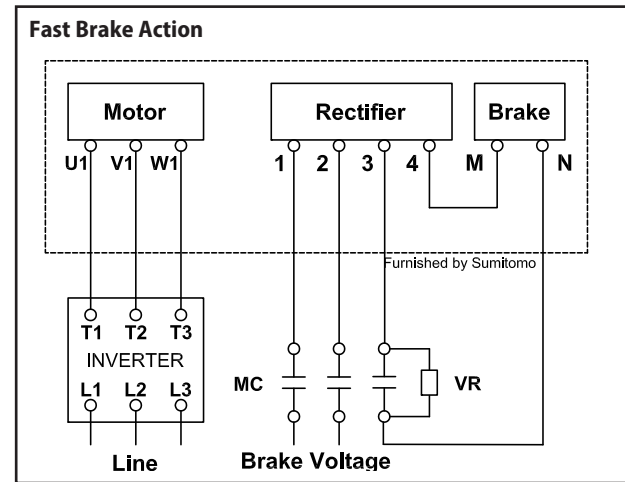 Fast Brake Action
Motor Rectifier Brake
U1 V1 W1 1 2 3 4 M N
Furnished by Sumitomo
T1 T2 T3
INVERTER
MC VR
L1 L2 L3
Line Brake Voltage